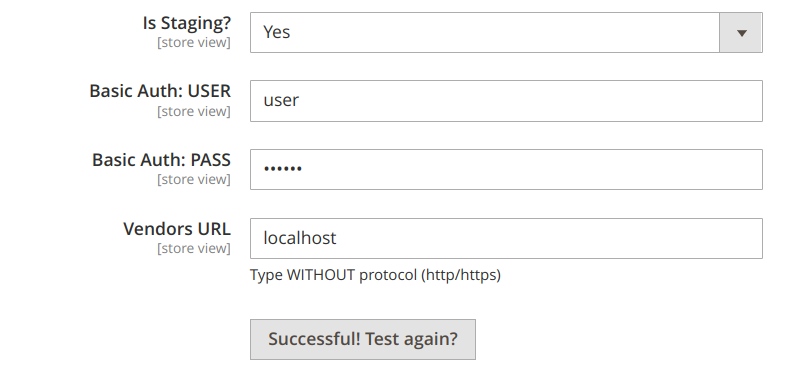 Is Staging?
Yes
[store view]
Basic Auth: USER
user
[store view]
Basic Auth: PASS
••••••
[store view]
Vendors URL
localhost
[store view]
Type WITHOUT protocol (http/https)
Successful! Test again?